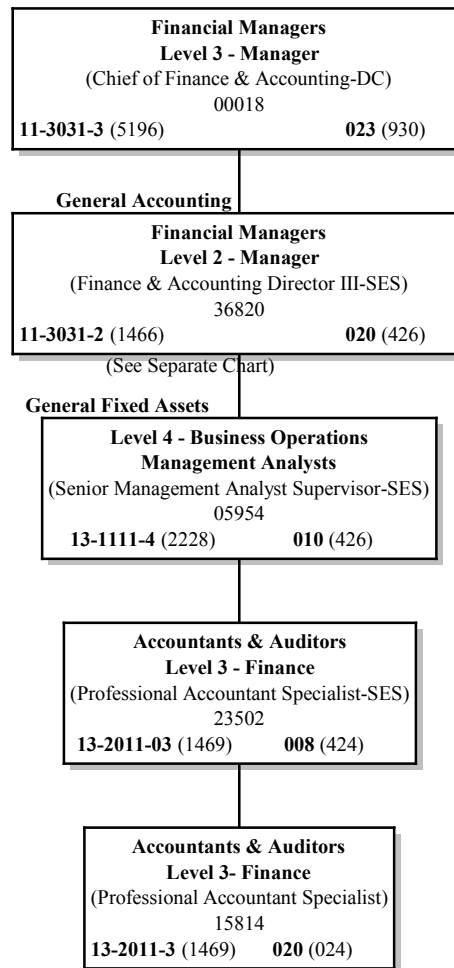 Financial Managers
Level 3 - Manager
(Chief of Finance & Accounting-DC)
00018
11-3031-3 (5196) 023 (930)
General Accounting
Financial Managers
Level 2 - Manager
(Finance & Accounting Director III-SES)
36820
11-3031-2 (1466) 020 (426)
(See Separate Chart)
General Fixed Assets
Level 4 - Business Operations
Management Analysts
(Senior Management Analyst Supervisor-SES)
05954
13-1111-4 (2228) 010 (426)
Accountants & Auditors
Level 3 - Finance
(Professional Accountant Specialist-SES)
23502
13-2011-03 (1469) 008 (424)
Accountants & Auditors
Level 3- Finance
(Professional Accountant Specialist)
15814
13-2011-3 (1469) 020 (024)